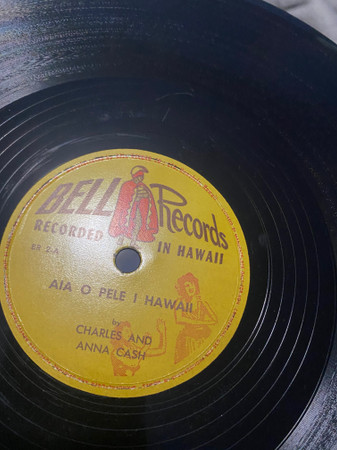 BELL Records
RECORDED IN HAWAII
AIA O PELE I HAWAII
by
CHARLES AND
ANNA CASH